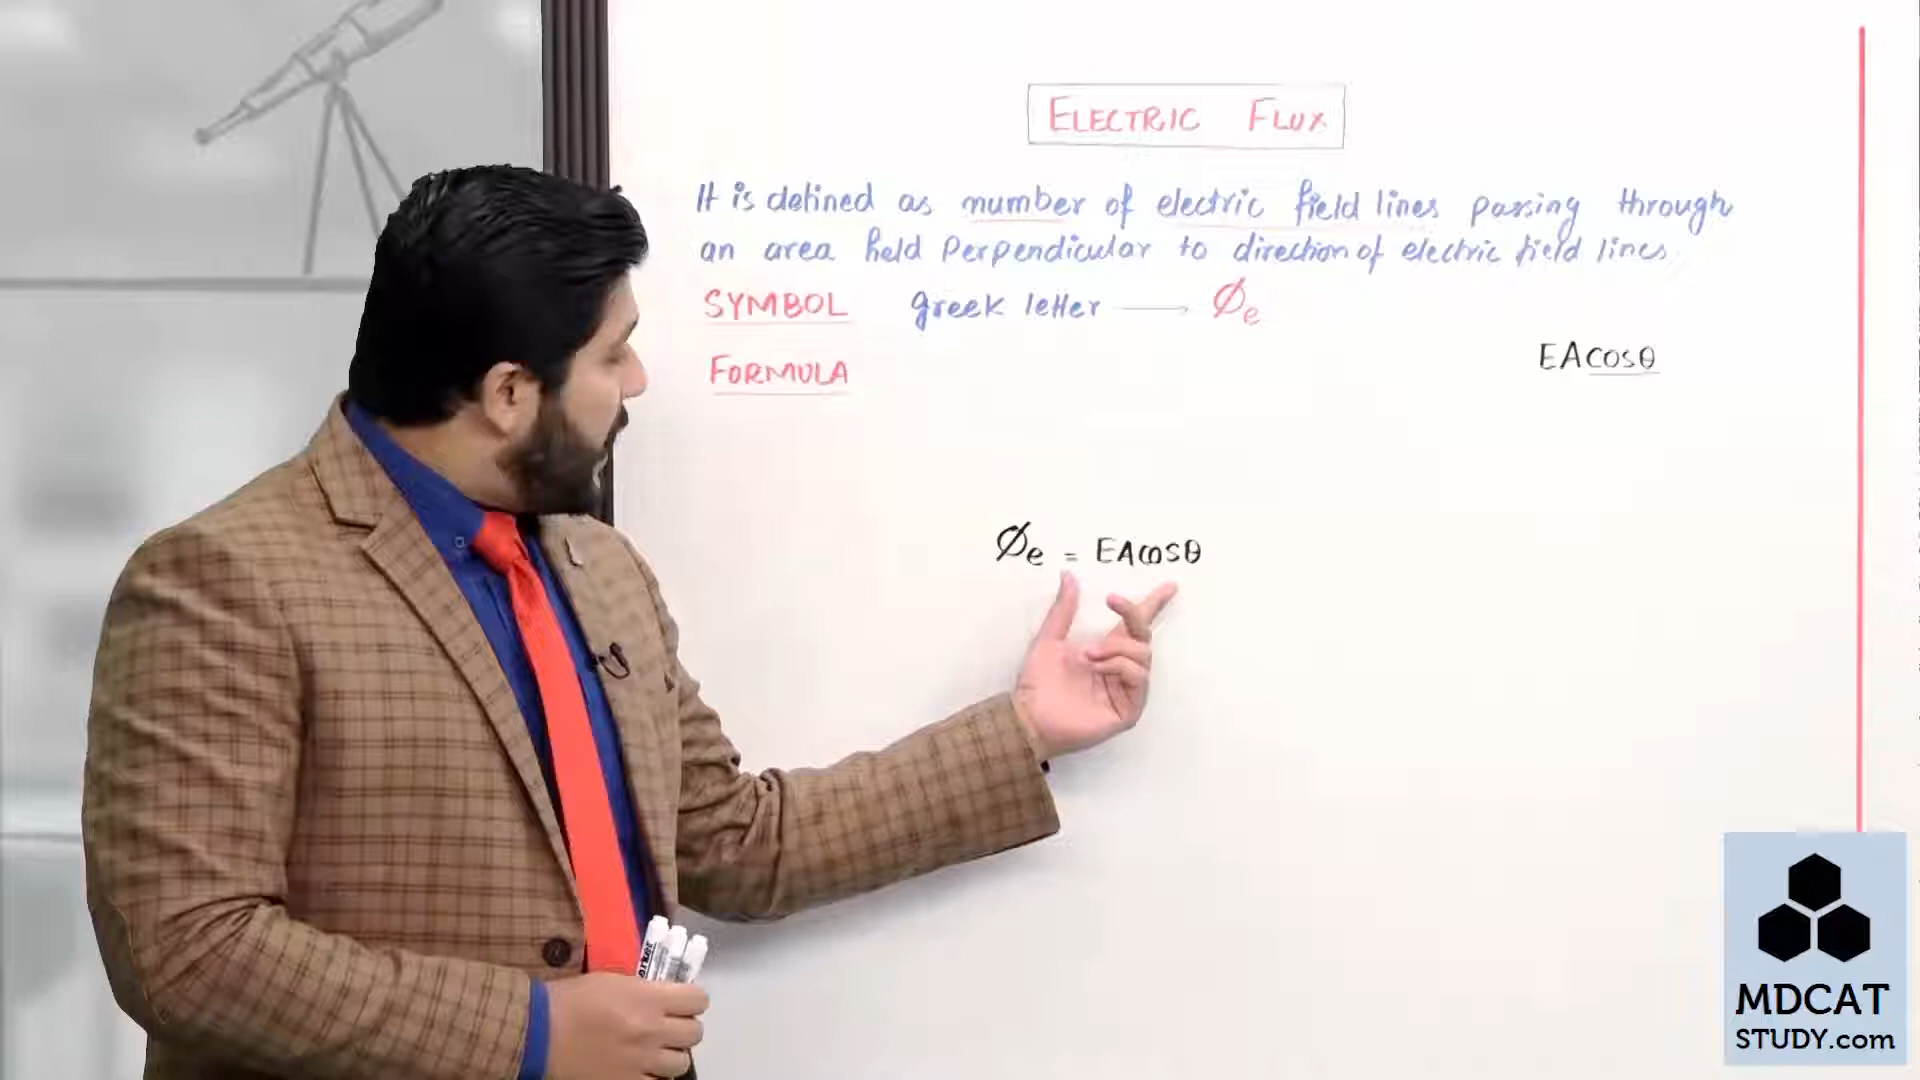 ELECTRIC FLUX
It is defined as number of electric field lines passing through
an area held perpendicular to direction of electric field lines
SYMBOL greek letter → Øe
EACOSθ
FORMULA
Øe = EACOSθ
MDCAT
STUDY.com